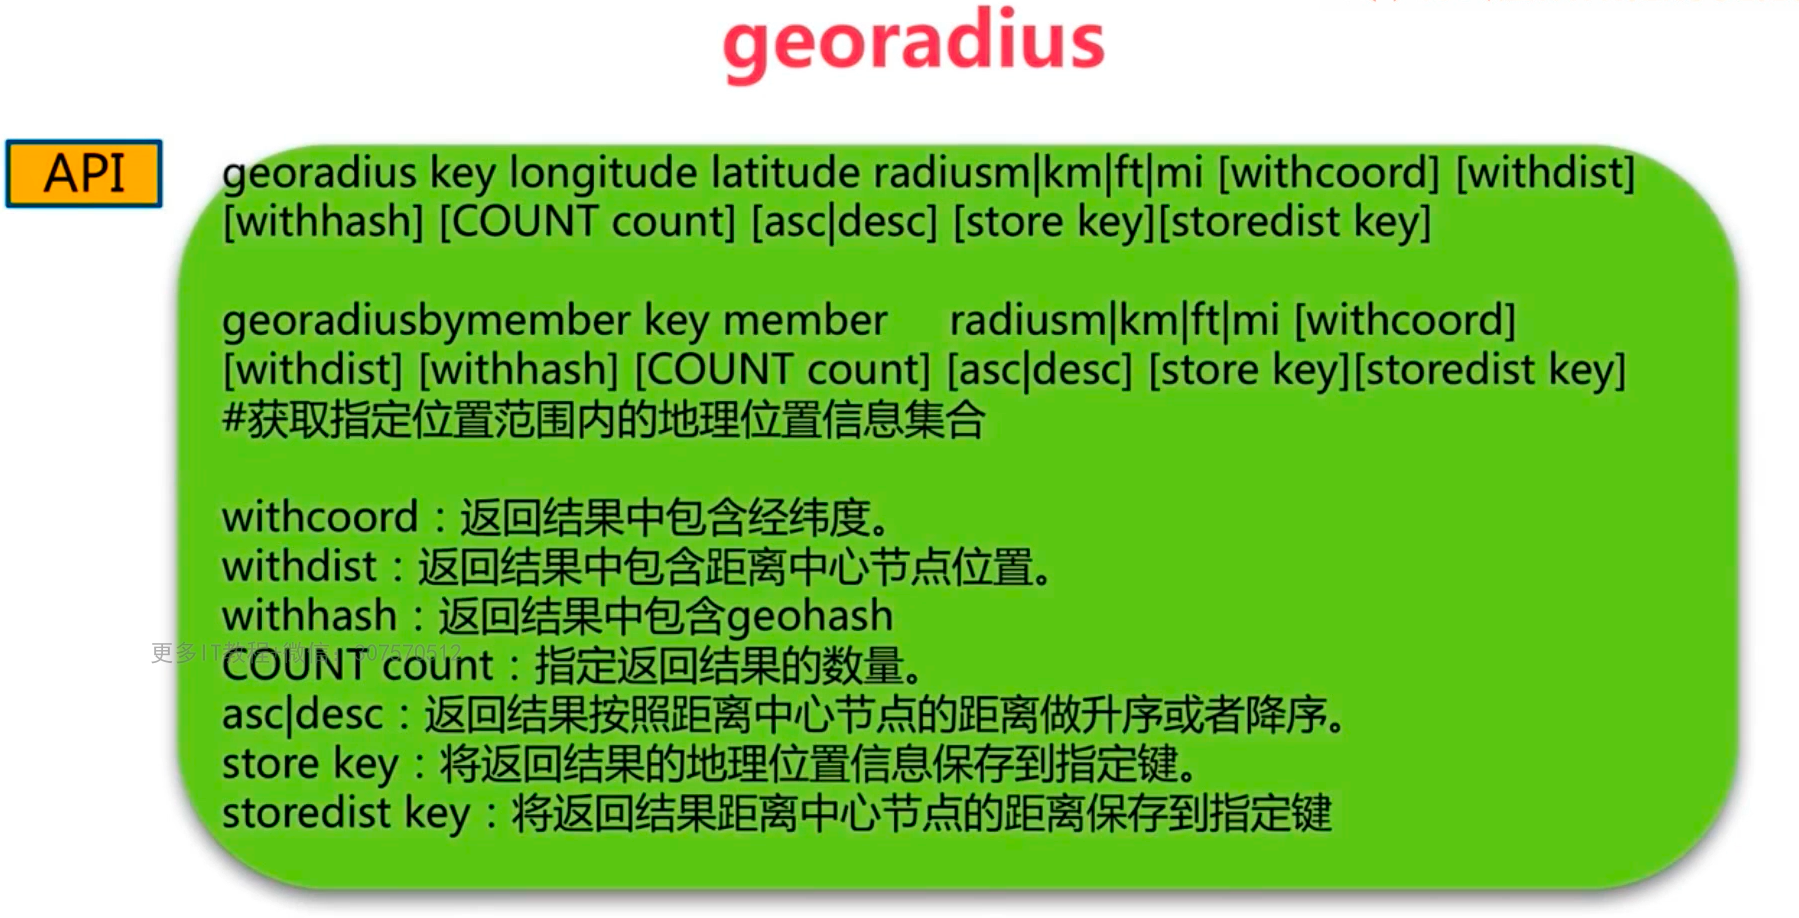 georadius
API
georadius key longitude latitude radiusm|km|ft|mi [withcoord] [withdist]
[withhash] [COUNT count] [asc|desc] [store key][storedist key]
georadiusbymember key member radiusm|km|ft|mi [withcoord]
[withdist] [withhash] [COUNT count] [asc|desc] [store key][storedist key]
#获取指定位置范围内的地理位置信息集合
withcoord：返回结果中包含经纬度。
withdist：返回结果中包含距离中心节点位置。
withhash：返回结果中包含geohash
更多IT教程+微信：307570512
COUNT count：指定返回结果的数量。
asc|desc：返回结果按照距离中心节点的距离做升序或者降序。
store key：将返回结果的地理位置信息保存到指定键。
storedist key：将返回结果距离中心节点的距离保存到指定键